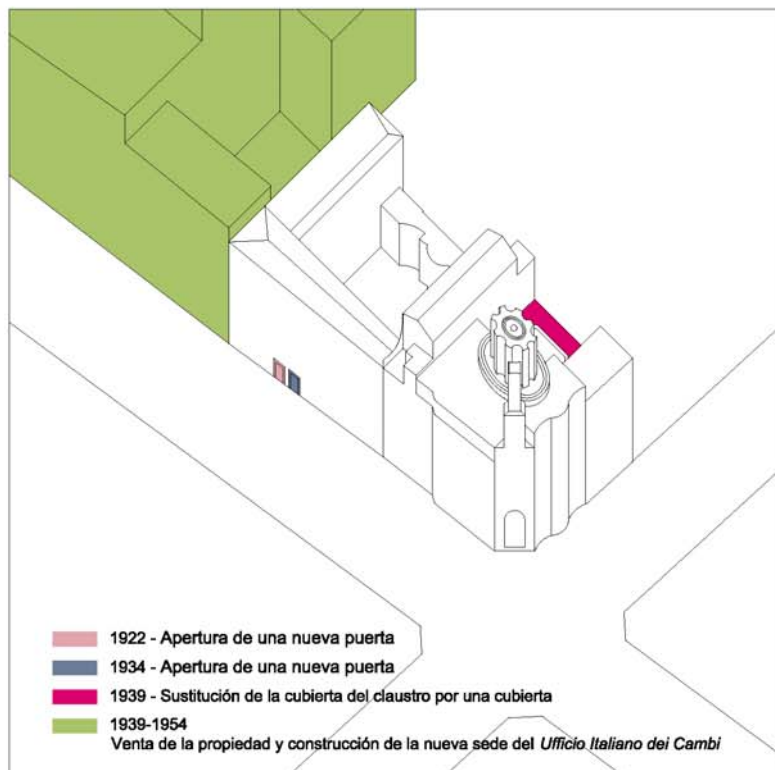 1922 - Apertura de una nueva puerta
1934 - Apertura de una nueva puerta
1939 - Sustitución de la cubierta del claustro por una cubierta
1939-1954
Venta de la propiedad y construcción de la nueva sede del Ufficio Italiano dei Cambi